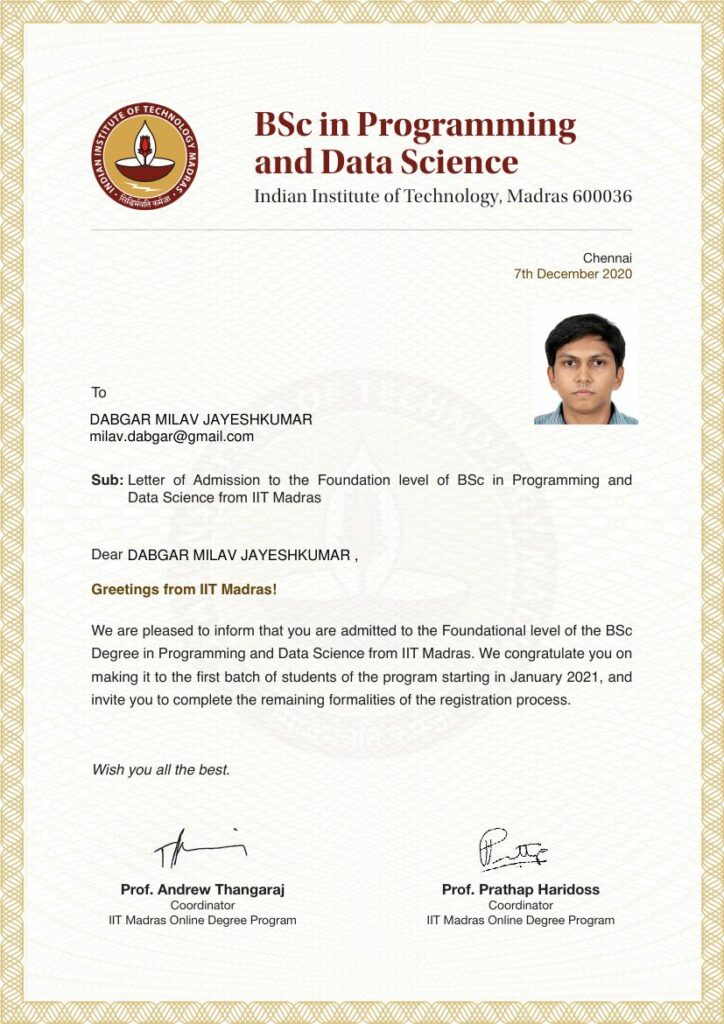 INDIAN INSTITUTE OF TECHNOLOGY MADRAS
सिद्धिर्भवति कर्मजा
BSc in Programming
and Data Science
Indian Institute of Technology, Madras 600036
Chennai
7th December 2020
To
DABGAR MILAV JAYESHKUMAR
milav.dabgar@gmail.com
Sub: Letter of Admission to the Foundation level of BSc in Programming and
Data Science from IIT Madras
Dear DABGAR MILAV JAYESHKUMAR ,
Greetings from IIT Madras!
We are pleased to inform that you are admitted to the Foundational level of the BSc
Degree in Programming and Data Science from IIT Madras. We congratulate you on
making it to the first batch of students of the program starting in January 2021, and
invite you to complete the remaining formalities of the registration process.
Wish you all the best.
Prof. Andrew Thangaraj
Coordinator
IIT Madras Online Degree Program
Prof. Prathap Haridoss
Coordinator
IIT Madras Online Degree Program